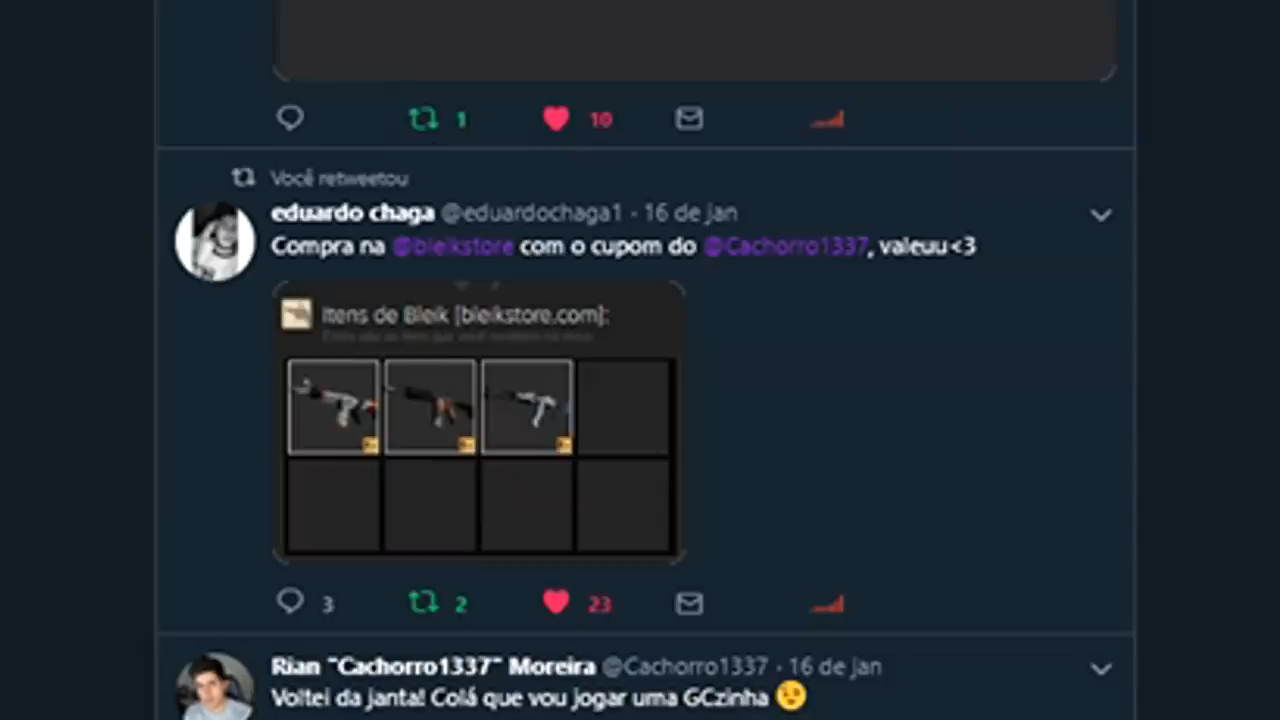 1 10
Você retweetou
eduardo chaga @eduardochaga1 · 16 de jan
Compra na @bleikstore com o cupom do @Cachorro1337, valeuu<3
Itens de Bleik [bleikstore.com]:
3 2 23
Rian "Cachorro1337" Moreira @Cachorro1337 · 16 de jan
Voltei da janta! Colá que vou jogar uma GCzinha 😉